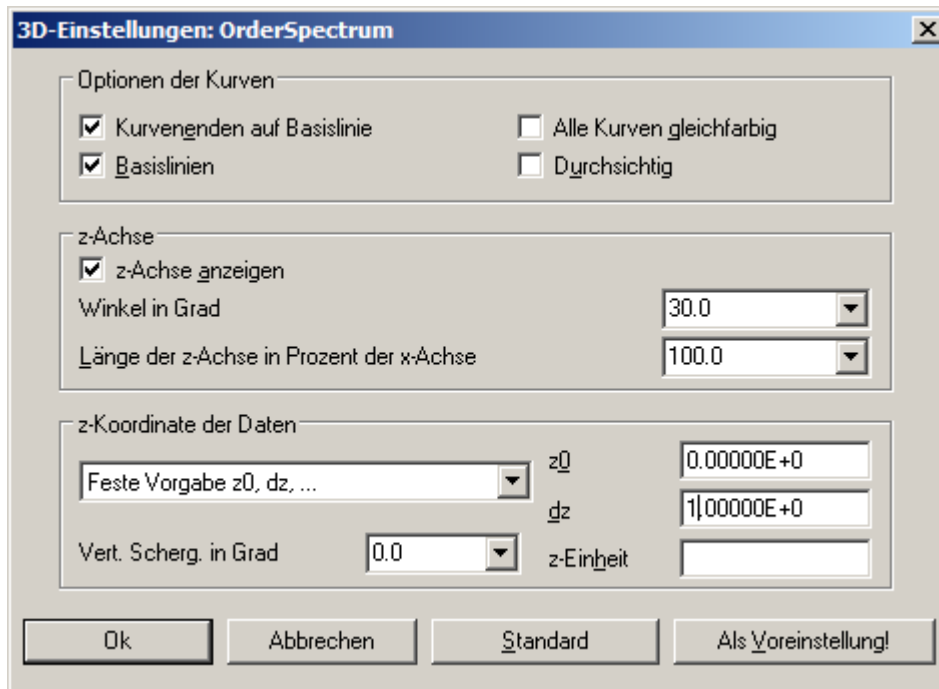 3D-Einstellungen: OrderSpectrum
Optionen der Kurven
Kurvenenden auf Basislinie
Alle Kurven gleichfarbig
Basislinien
Durchsichtig
z-Achse
z-Achse anzeigen
Winkel in Grad
30.0
Länge der z-Achse in Prozent der x-Achse
100.0
z-Koordinate der Daten
Feste Vorgabe z0, dz, ...
z0
0.00000E+0
dz
1.00000E+0
Vert. Scherg. in Grad
0.0
z-Einheit
Ok
Abbrechen
Standard
Als Voreinstellung!